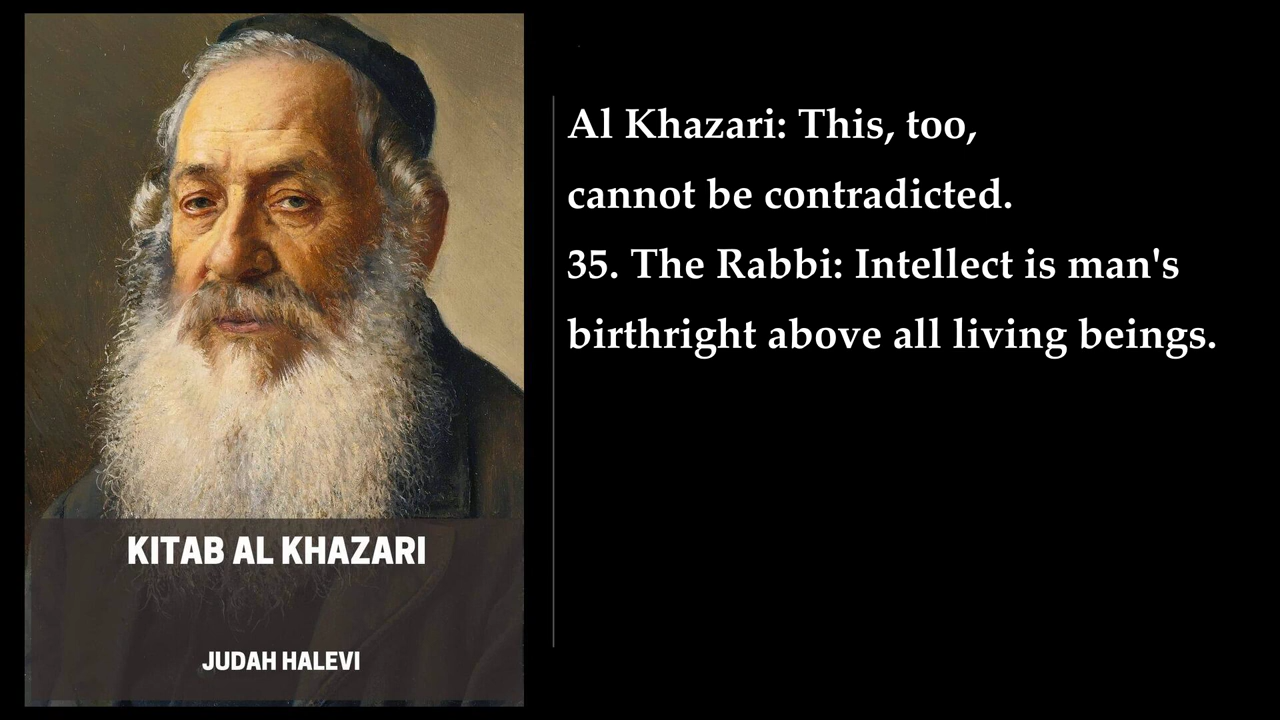 Al Khazari: This, too,
cannot be contradicted.
35. The Rabbi: Intellect is man's
birthright above all living beings.
KITAB AL KHAZARI
JUDAH HALEVI